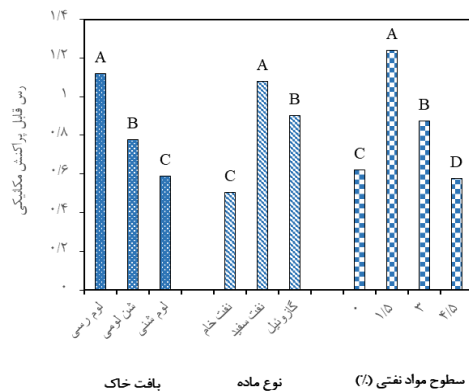 رس قابل پراکنش مکانیکی
۱/۴
۱/۲
۱
۰/۸
۰/۶
۰/۴
۰/۲
۰
A
B
C
C
A
B
C
A
B
D
لوم رسی
شن لومی
لوم شنی
نفت خام
نفت سفید
گازوئیل
۰
۱/۵
۳
۴/۵
بافت خاک
نوع ماده
سطوح مواد نفتی (%)